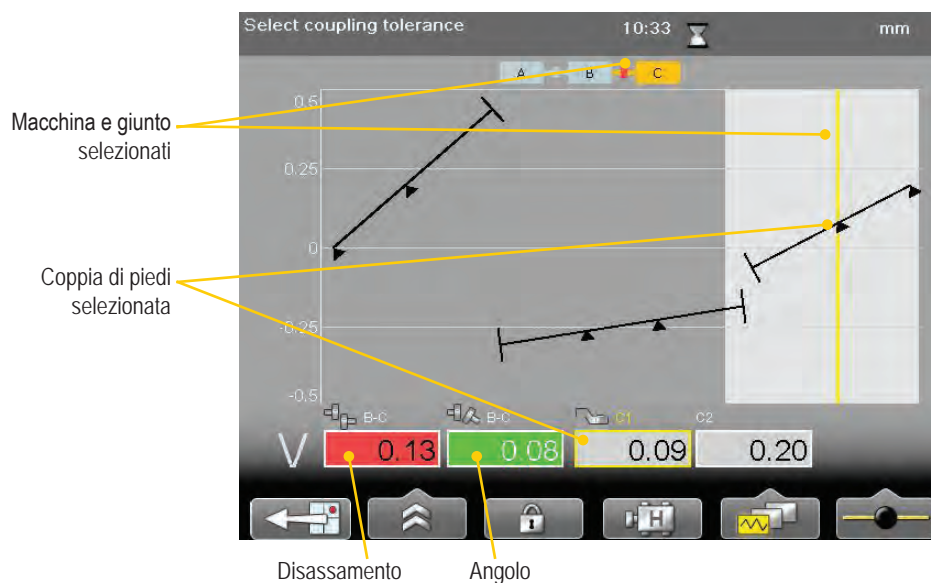 Select coupling tolerance 10:33 mm
A B C
Macchina e giunto
selezionati
0.5
0.25
0
Coppia di piedi
selezionata
-0.25
-0.5
B-C B-C C1 C2
V 0.13 0.08 0.09 0.20
H
Disassamento Angolo